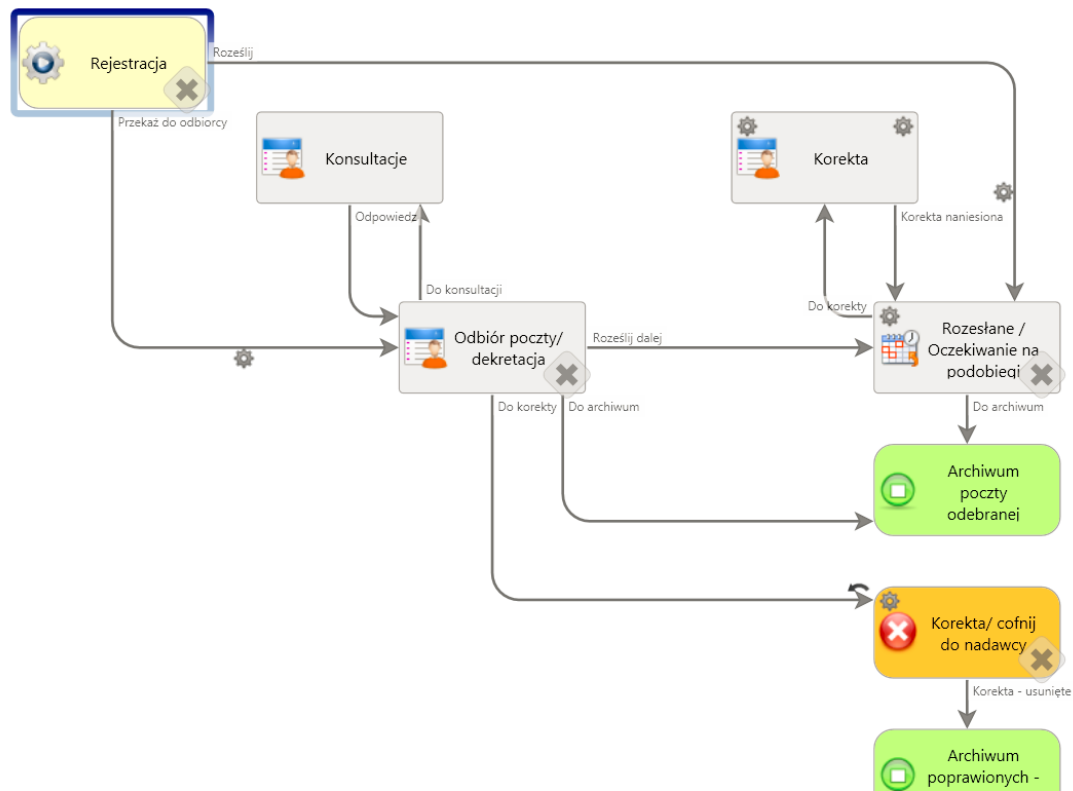 Rejestracja
Roześlij
Przekaż do odbiorcy
Konsultacje
Korekta
Odpowiedz
Korekta naniesiona
Do konsultacji
Do korekty
Odbiór poczty/
dekretacja
Roześlij dalej
Rozesłane /
Oczekiwanie na
podobiegi
Do korekty
Do archiwum
Do archiwum
Archiwum
poczty
odebranej
Korekta/ cofnij
do nadawcy
Korekta - usunięte
Archiwum
poprawionych -